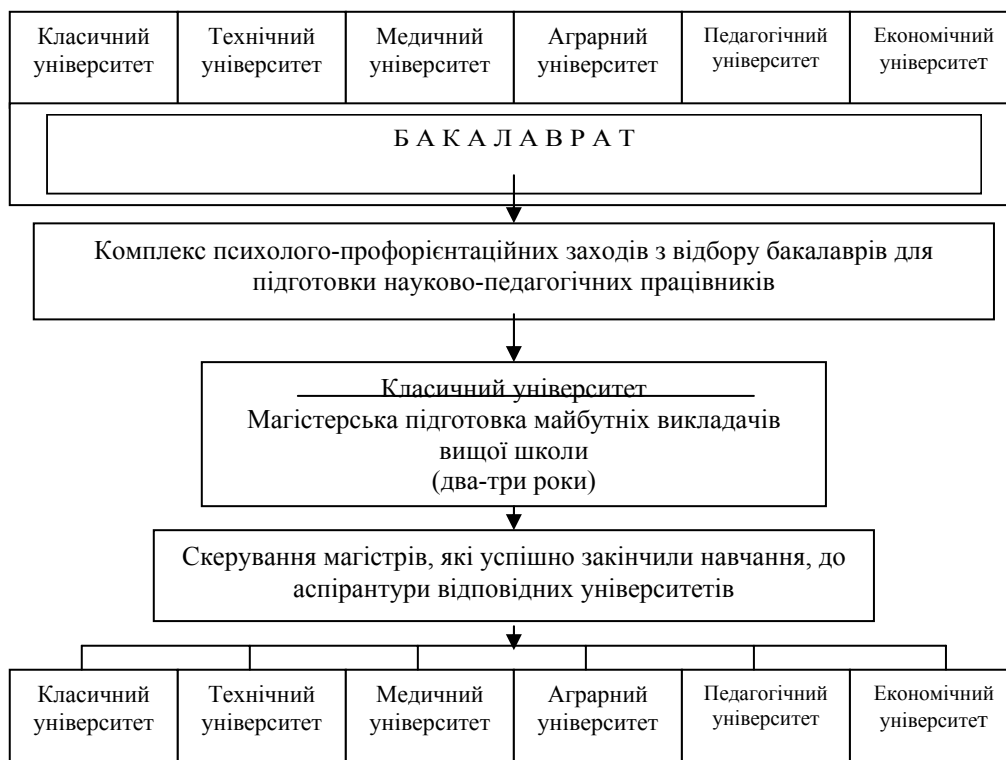 Класичний університет
Технічний університет
Медичний університет
Аграрний університет
Педагогічний університет
Економічний університет
Б А К А Л А В Р А Т
Комплекс психолого-профорієнтаційних заходів з відбору бакалаврів для
підготовки науково-педагогічних працівників
Класичний університет
Магістерська підготовка майбутніх викладачів
вищої школи
(два-три роки)
Скерування магістрів, які успішно закінчили навчання, до
аспірантури відповідних університетів
Класичний університет
Технічний університет
Медичний університет
Аграрний університет
Педагогічний університет
Економічний університет